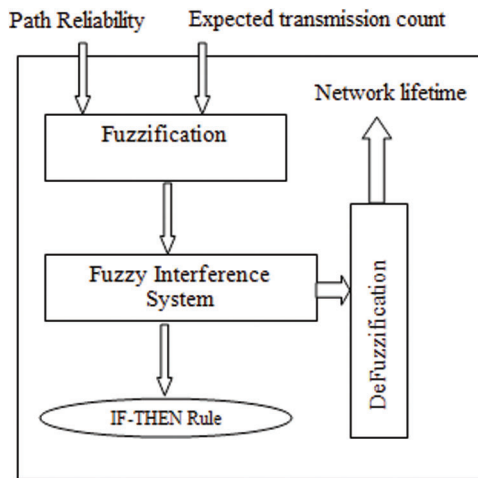 Path Reliability
Expected transmission count
Network lifetime
Fuzzification
Fuzzy Interference
System
DeFuzzification
IF-THEN Rule